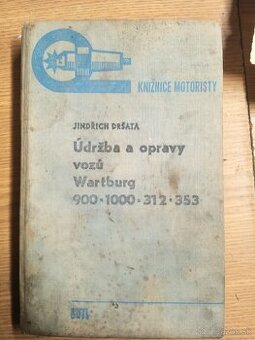 KNIŽNICE MOTORISTY
JINDŘICH DRŠATA
Údržba a opravy
vozů
Wartburg
900·1000·312·353
SNTL